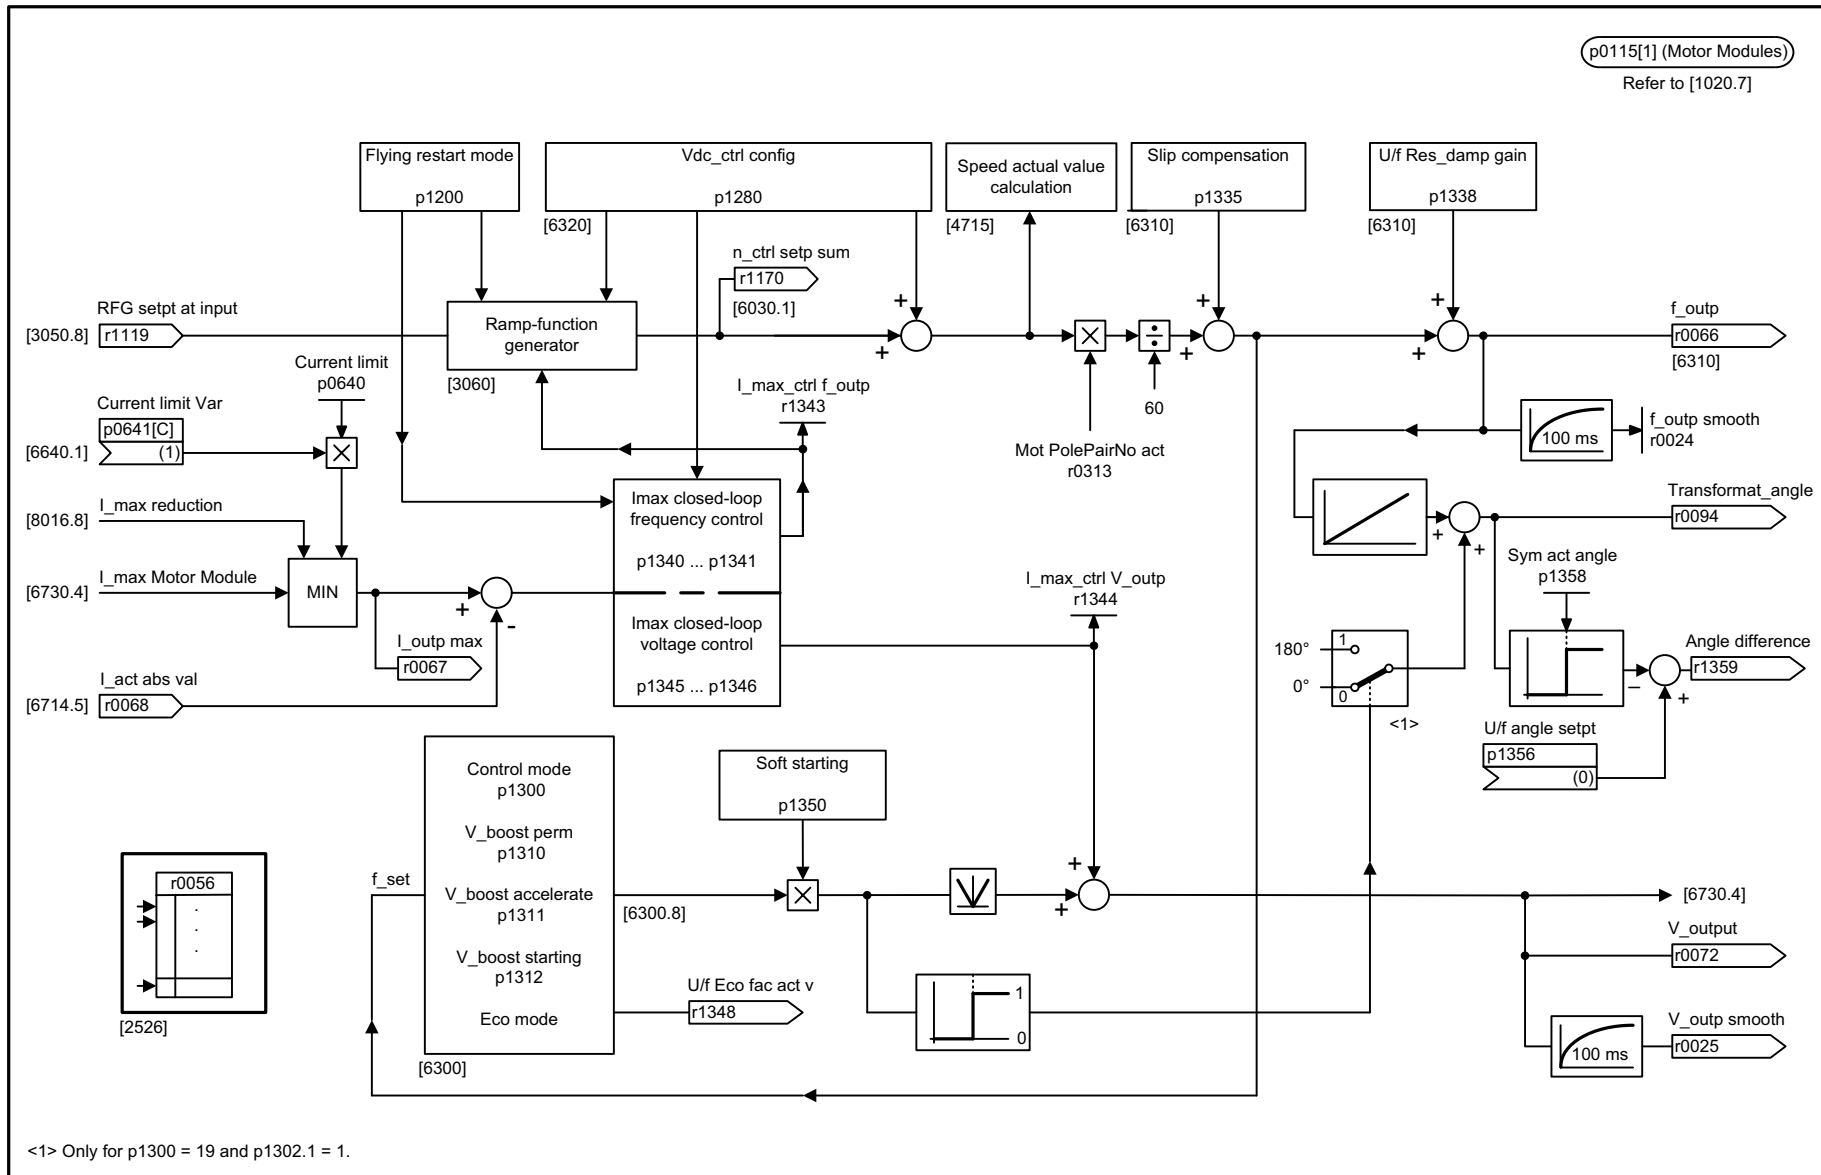 p0115[1] (Motor Modules)
Refer to [1020.7]
Flying restart mode
p1200
Vdc_ctrl config
p1280
[6320]
Speed actual value
calculation
[4715]
Slip compensation
p1335
[6310]
U/f Res_damp gain
p1338
[6310]
n_ctrl setp sum
r1170
[6030.1]
RFG setpt at input
[3050.8]
r1119
Ramp-function
generator
[3060]
+
+
+
+
+
+
f_outp
r0066
[6310]
Current limit
p0640
Current limit Var
p0641[C]
(1)
[6640.1]
I_max_ctrl f_outp
r1343
60
Mot PolePairNo act
r0313
100 ms
f_outp smooth
r0024
[8016.8]
I_max reduction
Imax closed-loop
frequency control
p1340 ... p1341
Transformat_angle
r0094
+
+
[6730.4]
I_max Motor Module
MIN
+
-
I_outp max
r0067
Imax closed-loop
voltage control
p1345 ... p1346
I_max_ctrl V_outp
r1344
Sym act angle
p1358
180°
1
0°
0
<1>
Angle difference
r1359
–
+
[6714.5]
I_act abs val
r0068
U/f angle setpt
p1356
(0)
Control mode
p1300
V_boost perm
p1310
V_boost accelerate
p1311
V_boost starting
p1312
Eco mode
[6300]
Soft starting
p1350
f_set
[6300.8]
+
+
[6730.4]
V_output
r0072
r0056
.
.
.
[2526]
U/f Eco fac act v
r1348
1
0
100 ms
V_outp smooth
r0025
<1> Only for p1300 = 19 and p1302.1 = 1.